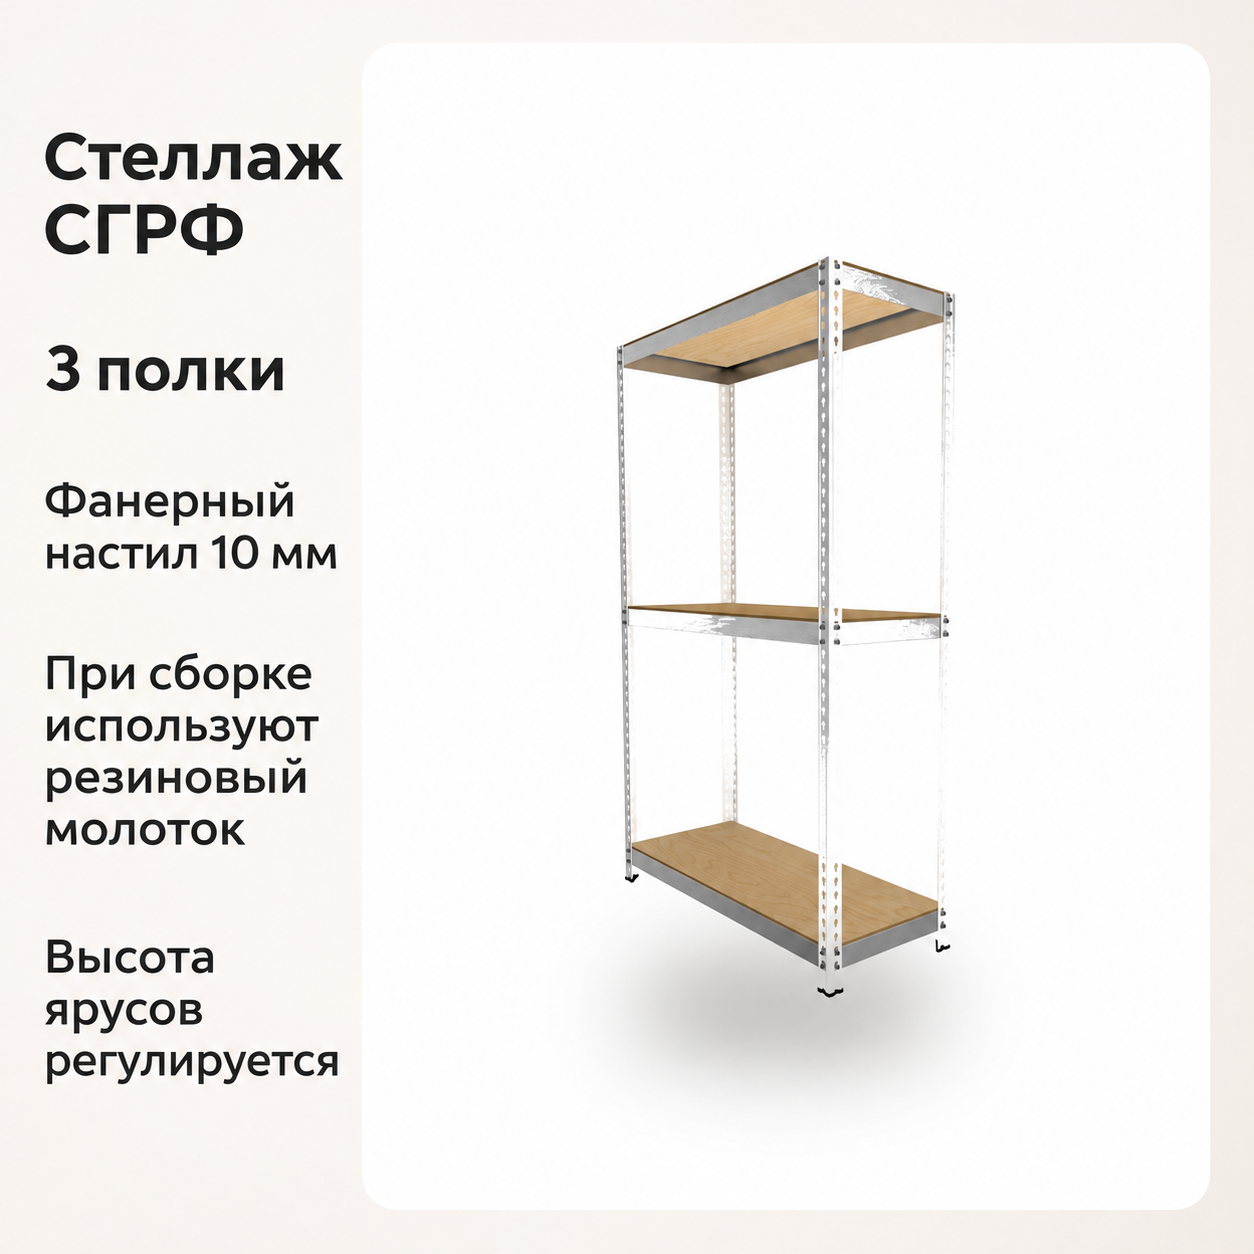 Стеллаж
СГРФ
3 полки
Фанерный
настил 10 мм
При сборке
используют
резиновый
молоток
Высота
ярусов
регулируется